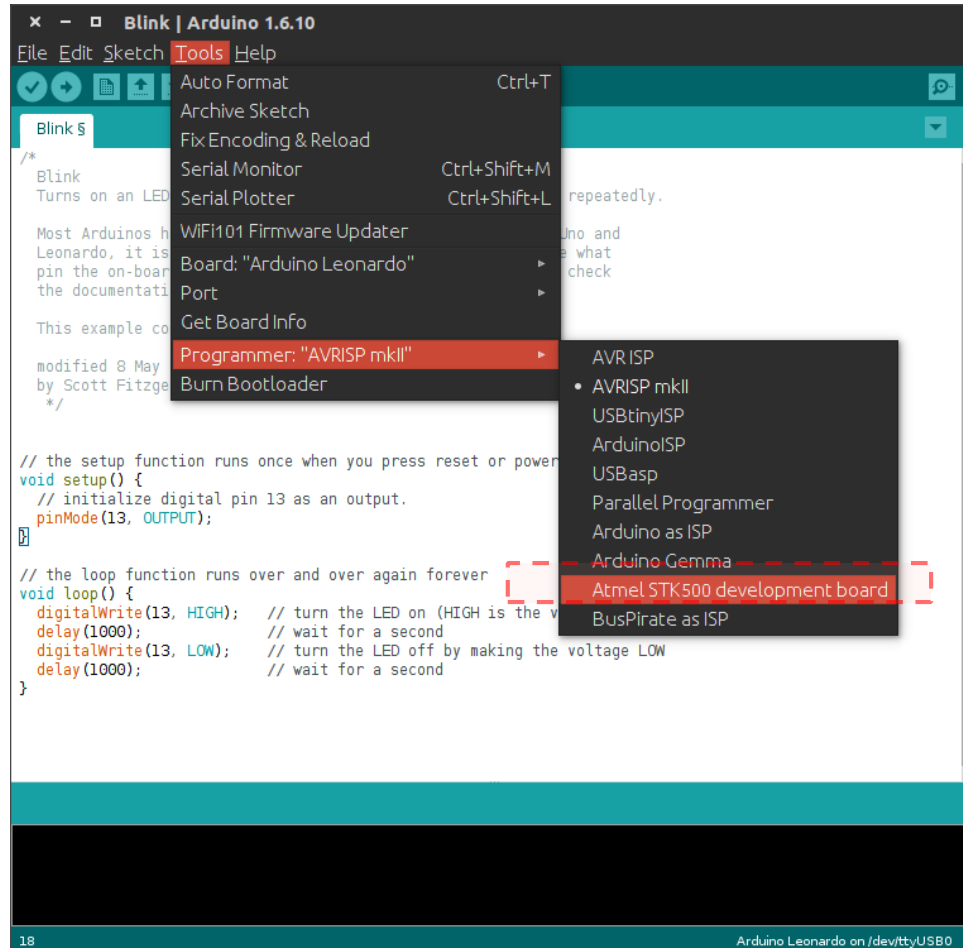 Blink | Arduino 1.6.10
File Edit Sketch Tools Help
Auto Format Ctrl+T
Archive Sketch
Fix Encoding & Reload
Serial Monitor Ctrl+Shift+M
Serial Plotter Ctrl+Shift+L
WiFi101 Firmware Updater
Board: "Arduino Leonardo"
Port
Get Board Info
Programmer: "AVRISP mkII"
Burn Bootloader
AVR ISP
AVRISP mkII
USBtinyISP
ArduinoISP
USBasp
Parallel Programmer
Arduino as ISP
Arduino Gemma
Atmel STK500 development board
BusPirate as ISP
Blink §
/*
Blink
Turns on an LED repeatedly.
Most Arduinos h Uno and
Leonardo, it is e what
pin the on-boar check
the documentati
This example co
modified 8 May
by Scott Fitzge
*/
// the setup function runs once when you press reset or power
void setup() {
// initialize digital pin 13 as an output.
pinMode(13, OUTPUT);
}
// the loop function runs over and over again forever
void loop() {
digitalWrite(13, HIGH); // turn the LED on (HIGH is the v
delay(1000); // wait for a second
digitalWrite(13, LOW); // turn the LED off by making the voltage LOW
delay(1000); // wait for a second
}
18
Arduino Leonardo on /dev/ttyUSB0